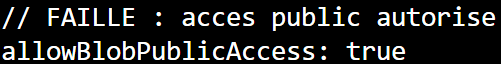 // FAILLE : acces public autorise
allowBlobPublicAccess: true